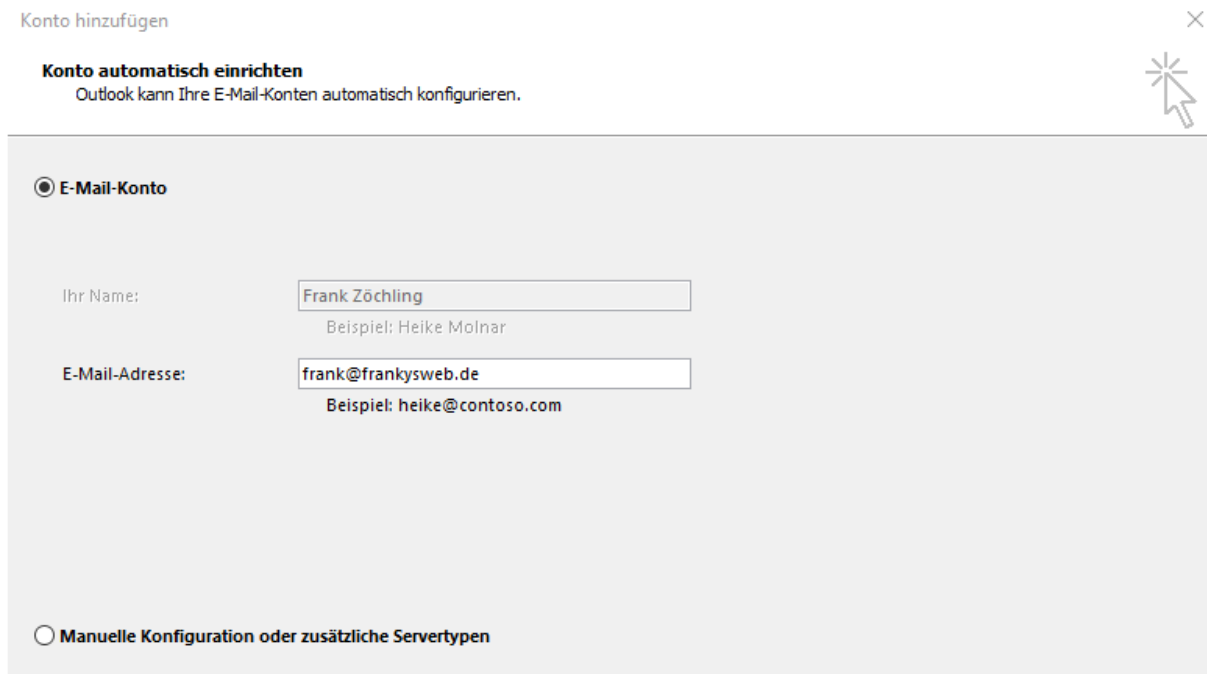 Konto hinzufügen
Konto automatisch einrichten
Outlook kann Ihre E-Mail-Konten automatisch konfigurieren.
E-Mail-Konto
Ihr Name:
Frank Zöchling
Beispiel: Heike Molnar
E-Mail-Adresse:
frank@frankysweb.de
Beispiel: heike@contoso.com
Manuelle Konfiguration oder zusätzliche Servertypen